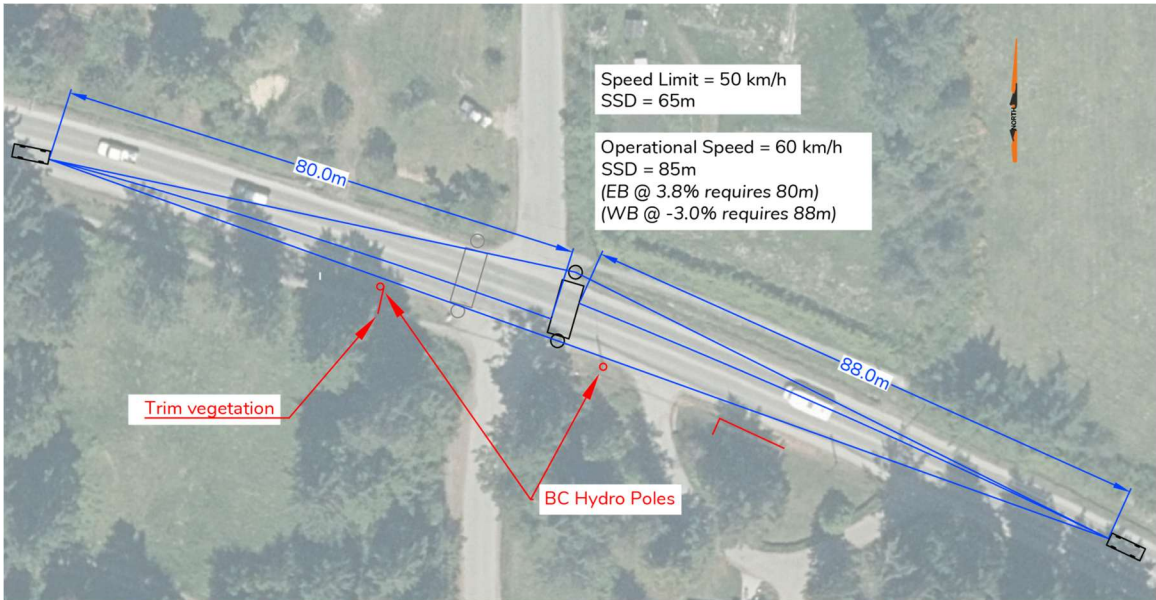 Speed Limit = 50 km/h
SSD = 65m
NORTH
Operational Speed = 60 km/h
SSD = 85m
(EB @ 3.8% requires 80m)
(WB @ -3.0% requires 88m)
80.0m
88.0m
Trim vegetation
BC Hydro Poles